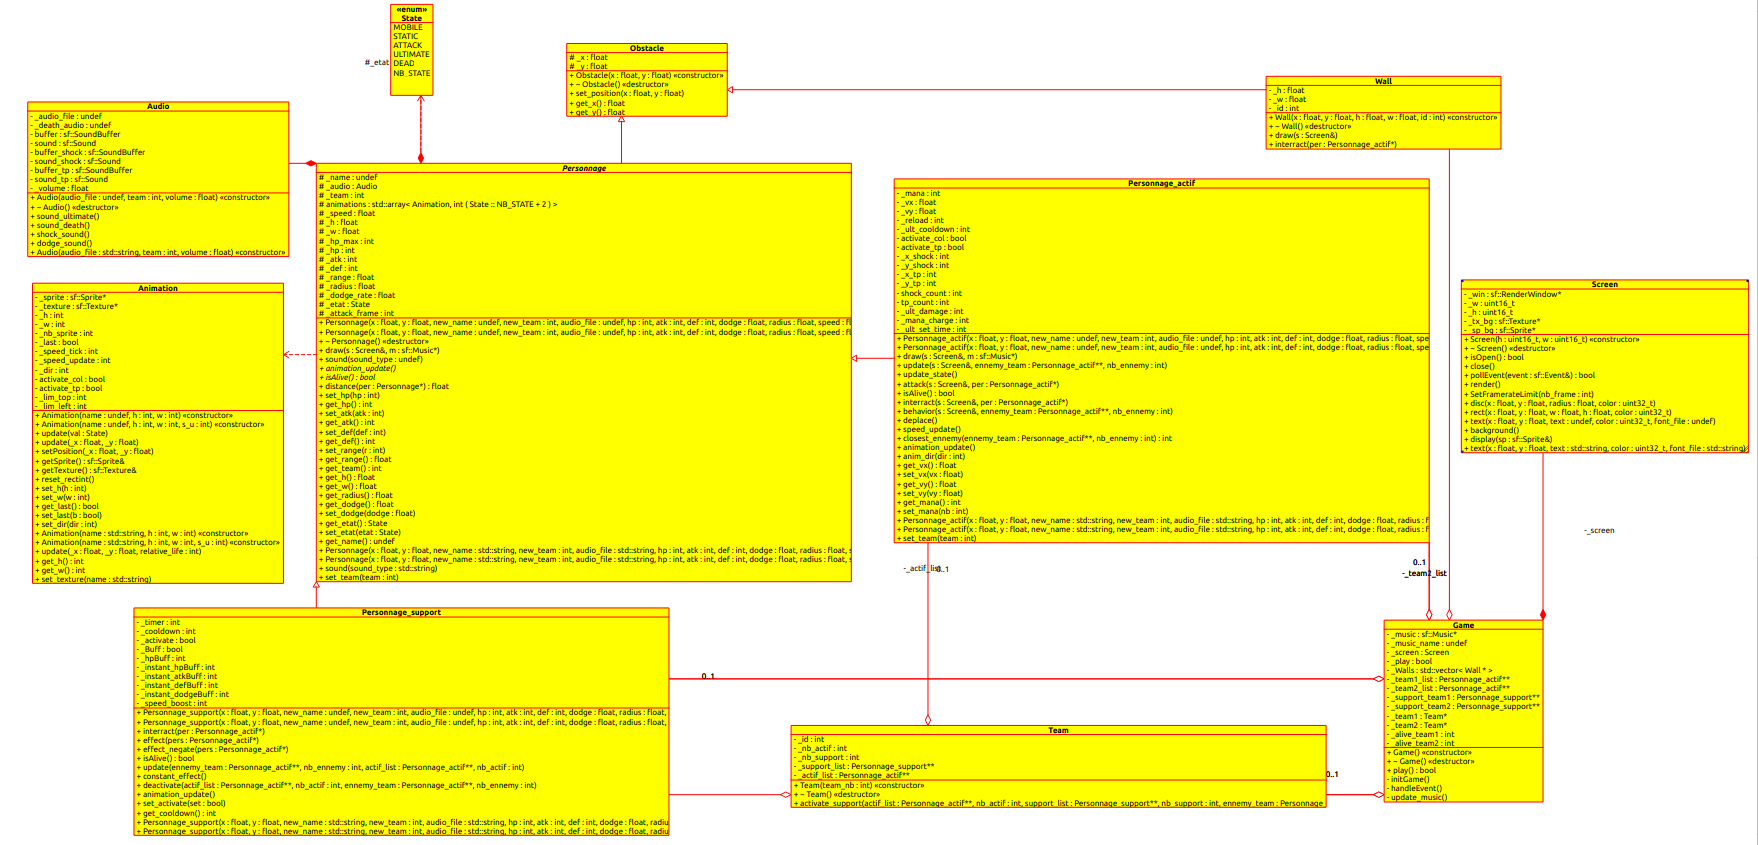 «enum»
State
MOBILE
STATIC
ATTACK
ULTIMATE
DEAD
NB_STATE
#_etat
Obstacle
# _x : float
# _y : float
+ Obstacle(x : float, y : float) «constructor»
+ ~ Obstacle() «destructor»
+ set_position(x : float, y : float)
+ get_x() : float
+ get_y() : float
Wall
- _h : float
- _w : float
- _id : int
+ Wall(x : float, y : float, h : float, w : float, id : int) «constructor»
+ ~ Wall() «destructor»
+ draw(s : Screen&)
+ interract(per : Personnage_actif*)
Audio
- _audio_file : undef
- _death_audio : undef
- buffer : sf::SoundBuffer
- sound : sf::Sound
- buffer_shock : sf::SoundBuffer
- sound_shock : sf::Sound
- buffer_tp : sf::SoundBuffer
- sound_tp : sf::Sound
- _volume : float
+ Audio(audio_file : undef, team : int, volume : float) «constructor»
+ ~ Audio() «destructor»
+ sound_ultimate()
+ sound_death()
+ shock_sound()
+ dodge_sound()
+ Audio(audio_file : std::string, team : int, volume : float) «constructor»
Personnage
# _name : undef
# _audio : Audio
# _team : int
# animations : std::array< Animation, int ( State :: NB_STATE + 2 ) >
# _speed : float
# _h : float
# _w : float
# _hp_max : int
# _hp : int
# _atk : int
# _def : int
# _range : float
# _radius : float
# _dodge_rate : float
# _etat : State
# _attack_frame : int
+ Personnage(x : float, y : float, new_name : undef, new_team : int, audio_file : undef, hp : int, atk : int, def : int, dodge : float, radius : float, speed : fl
+ Personnage(x : float, y : float, new_name : undef, new_team : int, audio_file : undef, hp : int, atk : int, def : int, dodge : float, radius : float, speed : fl
+ ~ Personnage() «destructor»
+ draw(s : Screen&, m : sf::Music*)
+ sound(sound_type : undef)
+ animation_update()
+ isAlive() : bool
+ distance(per : Personnage*) : float
+ set_hp(hp : int)
+ get_hp() : int
+ set_atk(atk : int)
+ get_atk() : int
+ set_def(def : int)
+ get_def() : int
+ set_range(r : int)
+ get_range() : float
+ get_team() : int
+ get_h() : float
+ get_w() : float
+ get_radius() : float
+ get_dodge() : float
+ set_dodge(dodge : float)
+ get_etat() : State
+ set_etat(etat : State)
+ get_name() : undef
+ Personnage(x : float, y : float, new_name : std::string, new_team : int, audio_file : std::string, hp : int, atk : int, def : int, dodge : float, radius : float, s
+ Personnage(x : float, y : float, new_name : std::string, new_team : int, audio_file : std::string, hp : int, atk : int, def : int, dodge : float, radius : float, s
+ sound(sound_type : std::string)
+ set_team(team : int)
Personnage_actif
- _mana : int
- _vx : float
- _vy : float
- _reload : int
- _ult_cooldown : int
- activate_col : bool
- activate_tp : bool
- _x_shock : int
- _y_shock : int
- _x_tp : int
- _y_tp : int
- shock_count : int
- tp_count : int
- _ult_damage : int
- _mana_charge : int
- _ult_set_time : int
+ Personnage_actif(x : float, y : float, new_name : undef, new_team : int, audio_file : undef, hp : int, atk : int, def : int, dodge : float, radius : float, spe
+ Personnage_actif(x : float, y : float, new_name : undef, new_team : int, audio_file : undef, hp : int, atk : int, def : int, dodge : float, radius : float, spe
+ draw(s : Screen&, m : sf::Music*)
+ update(s : Screen&, ennemy_team : Personnage_actif**, nb_ennemy : int)
+ update_state()
+ attack(s : Screen&, per : Personnage_actif*)
+ isAlive() : bool
+ interract(s : Screen&, per : Personnage_actif*)
+ behavior(s : Screen&, ennemy_team : Personnage_actif**, nb_ennemy : int)
+ deplace()
+ speed_update()
+ closest_ennemy(ennemy_team : Personnage_actif**, nb_ennemy : int) : int
+ animation_update()
+ anim_dir(dir : int)
+ get_vx() : float
+ set_vx(vx : float)
+ get_vy() : float
+ set_vy(vy : float)
+ get_mana() : int
+ set_mana(nb : int)
+ Personnage_actif(x : float, y : float, new_name : std::string, new_team : int, audio_file : std::string, hp : int, atk : int, def : int, dodge : float, radius : f
+ Personnage_actif(x : float, y : float, new_name : std::string, new_team : int, audio_file : std::string, hp : int, atk : int, def : int, dodge : float, radius : f
+ set_team(team : int)
Screen
- _win : sf::RenderWindow*
- _w : uint16_t
- _h : uint16_t
- _tx_bg : sf::Texture*
- _sp_bg : sf::Sprite*
+ Screen(h : uint16_t, w : uint16_t) «constructor»
+ ~ Screen() «destructor»
+ isOpen() : bool
+ close()
+ pollEvent(event : sf::Event&) : bool
+ render()
+ SetFramerateLimit(nb_frame : int)
+ disc(x : float, y : float, radius : float, color : uint32_t)
+ rect(x : float, y : float, w : float, h : float, color : uint32_t)
+ text(x : float, y : float, text : undef, color : uint32_t, font_file : undef)
+ background()
+ display(sp : sf::Sprite&)
+ text(x : float, y : float, text : std::string, color : uint32_t, font_file : std::string)
Animation
- _sprite : sf::Sprite*
- _texture : sf::Texture*
- _h : int
- _w : int
- _nb_sprite : int
- _last : bool
- _speed_tick : int
- _speed_update : int
- _dir : int
- activate_col : bool
- activate_tp : bool
- _lim_top : int
- _lim_left : int
+ Animation(name : undef, h : int, w : int) «constructor»
+ Animation(name : undef, h : int, w : int, s_u : int) «constructor»
+ update(val : State)
+ update(_x : float, _y : float)
+ setPosition(_x : float, _y : float)
+ getSprite() : sf::Sprite&
+ getTexture() : sf::Texture&
+ reset_rectint()
+ set_h(h : int)
+ set_w(w : int)
+ get_last() : bool
+ set_last(b : bool)
+ set_dir(dir : int)
+ Animation(name : std::string, h : int, w : int) «constructor»
+ Animation(name : std::string, h : int, w : int, s_u : int) «constructor»
+ update(_x : float, _y : float, relative_life : int)
+ get_h() : int
+ get_w() : int
+ set_texture(name : std::string)
-_screen
-_actif_list
0..1
0..1
-_team2_list
Personnage_support
- _timer : int
- _cooldown : int
- _activate : bool
- _Buff : bool
- _hpBuff : int
- _instant_hpBuff : int
- _instant_atkBuff : int
- _instant_defBuff : int
- _instant_dodgeBuff : int
- _speed_boost : int
+ Personnage_support(x : float, y : float, new_name : undef, new_team : int, audio_file : undef, hp : int, atk : int, def : int, dodge : float, radius : float,
+ Personnage_support(x : float, y : float, new_name : undef, new_team : int, audio_file : undef, hp : int, atk : int, def : int, dodge : float, radius : float,
+ interract(per : Personnage_actif*)
+ effect(pers : Personnage_actif*)
+ effect_negate(pers : Personnage_actif*)
+ isAlive() : bool
+ update(ennemy_team : Personnage_actif**, nb_ennemy : int, actif_list : Personnage_actif**, nb_actif : int)
+ constant_effect()
+ deactivate(actif_list : Personnage_actif**, nb_actif : int, ennemy_team : Personnage_actif**, nb_ennemy : int)
+ animation_update()
+ set_activate(set : bool)
+ get_cooldown() : int
+ Personnage_support(x : float, y : float, new_name : std::string, new_team : int, audio_file : std::string, hp : int, atk : int, def : int, dodge : float, radiu
+ Personnage_support(x : float, y : float, new_name : std::string, new_team : int, audio_file : std::string, hp : int, atk : int, def : int, dodge : float, radiu
0..1
Team
- _id : int
- _nb_actif : int
- _nb_support : int
- _support_list : Personnage_support**
- _actif_list : Personnage_actif**
+ Team(team_nb : int) «constructor»
+ ~ Team() «destructor»
+ activate_support(actif_list : Personnage_actif**, nb_actif : int, support_list : Personnage_support**, nb_support : int, ennemy_team : Personnage
0..1
Game
- _music : sf::Music*
- _music_name : undef
- _screen : Screen
- _play : bool
- _Walls : std::vector< Wall * >
- _team1_list : Personnage_actif**
- _team2_list : Personnage_actif**
- _support_team1 : Personnage_support**
- _support_team2 : Personnage_support**
- _team1 : Team*
- _team2 : Team*
- _alive_team1 : int
- _alive_team2 : int
+ Game() «constructor»
+ ~ Game() «destructor»
+ play() : bool
- initGame()
- handleEvent()
- update_music()